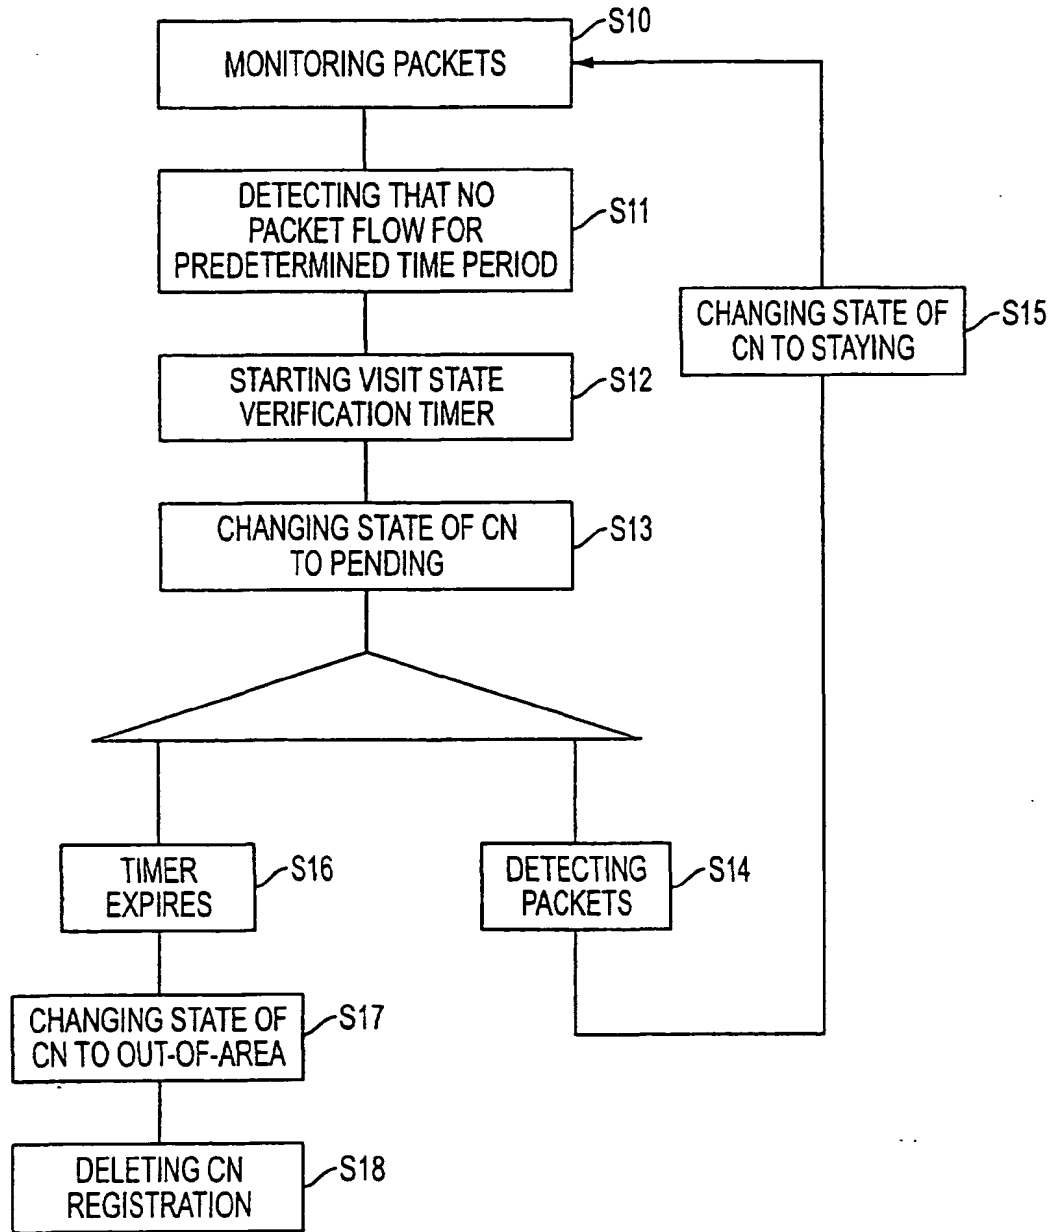 S10
MONITORING PACKETS
DETECTING THAT NO
PACKET FLOW FOR
PREDETERMINED TIME PERIOD
S11
CHANGING STATE OF
CN TO STAYING
S15
STARTING VISIT STATE
VERIFICATION TIMER
S12
CHANGING STATE OF CN
TO PENDING
S13
TIMER
EXPIRES
S16
DETECTING
PACKETS
S14
CHANGING STATE OF
CN TO OUT-OF-AREA
S17
DELETING CN
REGISTRATION
S18